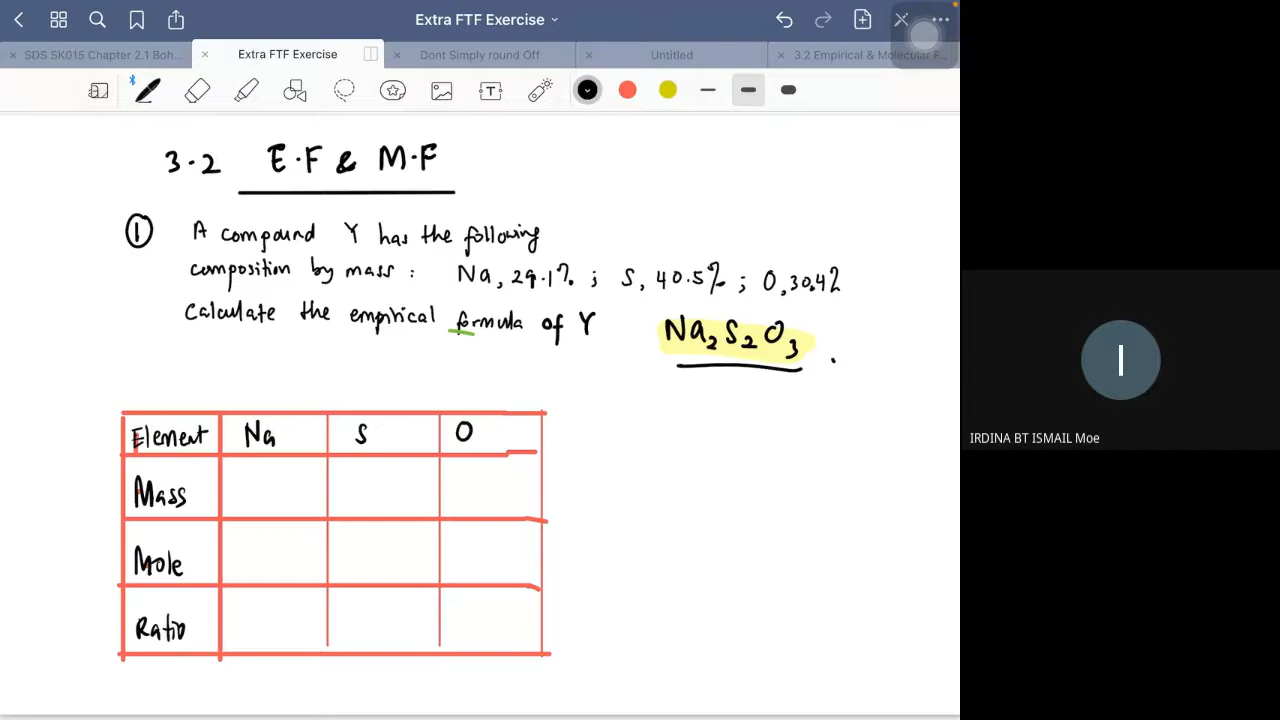 Extra FTF Exercise
SDS SK015 Chapter 2.1 Boh...
Extra FTF Exercise
Dont Simply round Off
Untitled
3.2 Empirical & Molecular F...
3.2 E.F & M.F
① A compound Y has the following
composition by mass : Na, 29.1% ; S, 40.5% ; O, 30.4%
Calculate the empirical formula of Y
Na₂S₂O₃
Element Na S O
Mass
Mole
Ratio
I
IRDINA BT ISMAIL Moe